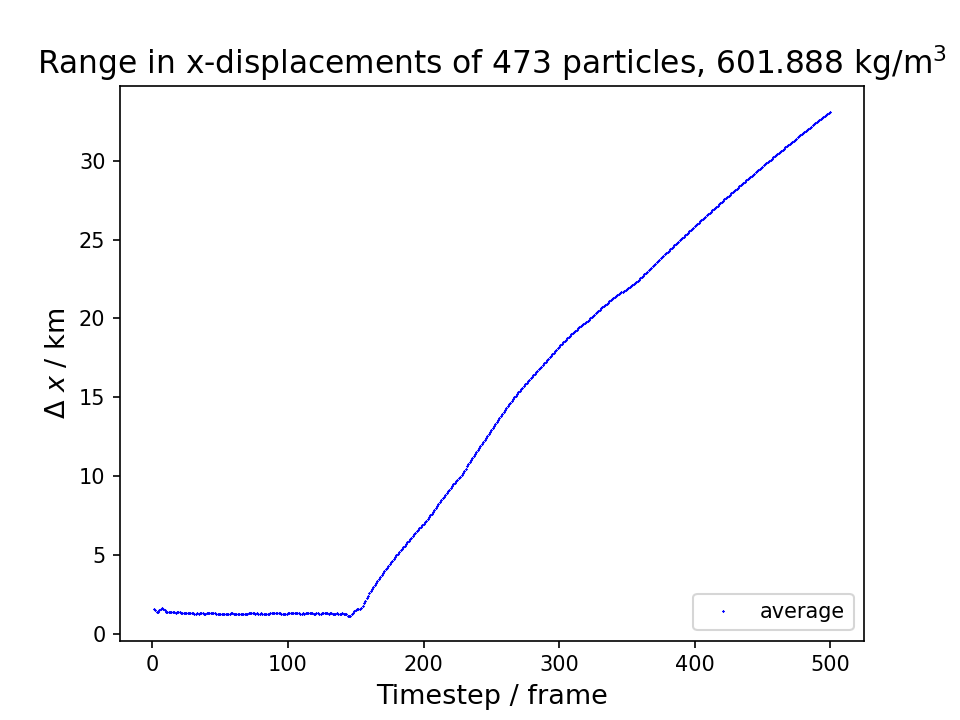 Range in x-displacements of 473 particles, 601.888 kg/m³
30
25
20
15
10
5
0
Δ x / km
average
0 100 200 300 400 500
Timestep / frame